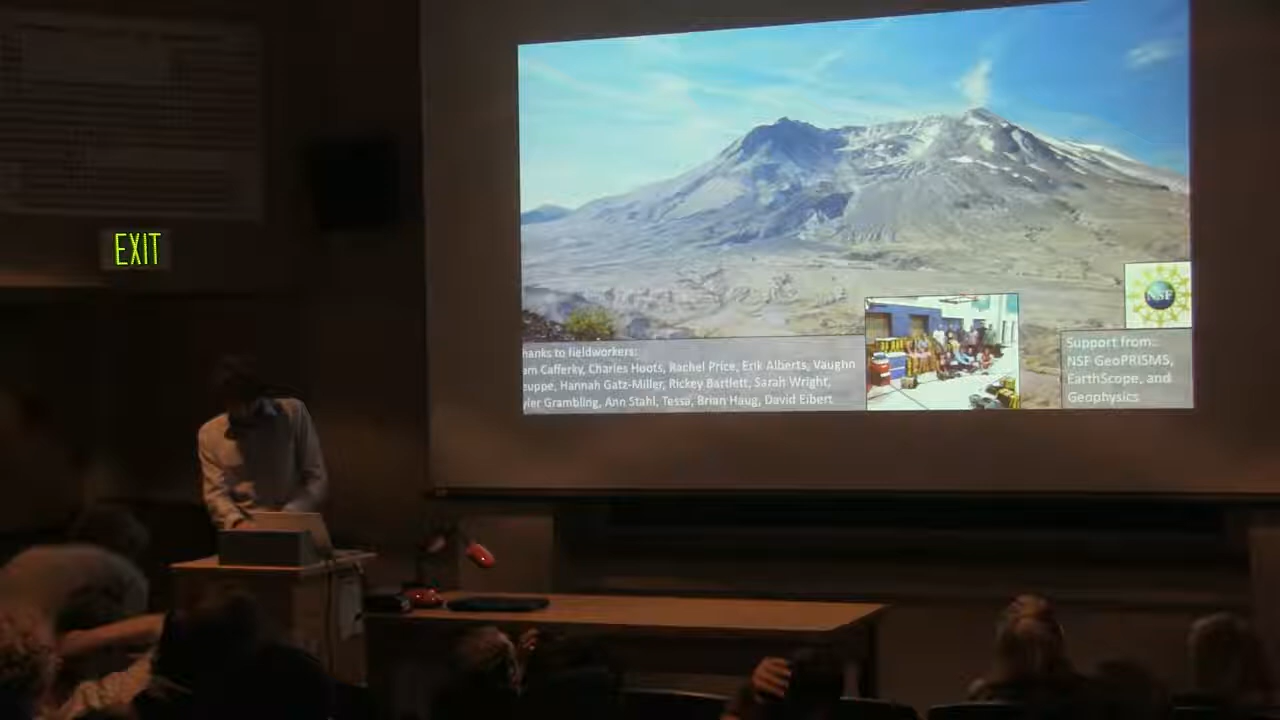 EXIT
hanks to fieldworkers:
am Cafferky, Charles Hoots, Rachel Price, Erik Alberts, Vaughn
euppe, Hannah Gatz-Miller, Rickey Bartlett, Sarah Wright,
yler Grambling, Ann Stahl, Tessa, Brian Haug, David Eibert
NSF
Support from...
NSF GeoPRISMS,
EarthScope, and
Geophysics